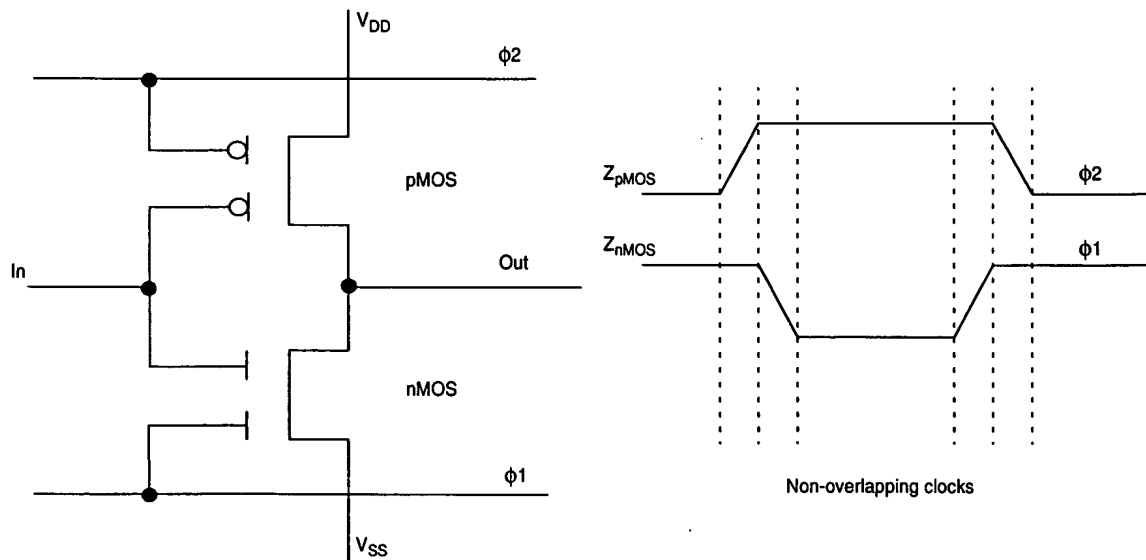 V_DD
ϕ2
pMOS
In
Out
nMOS
ϕ1
V_SS
Z_pMOS
ϕ2
Z_nMOS
ϕ1
Non-overlapping clocks